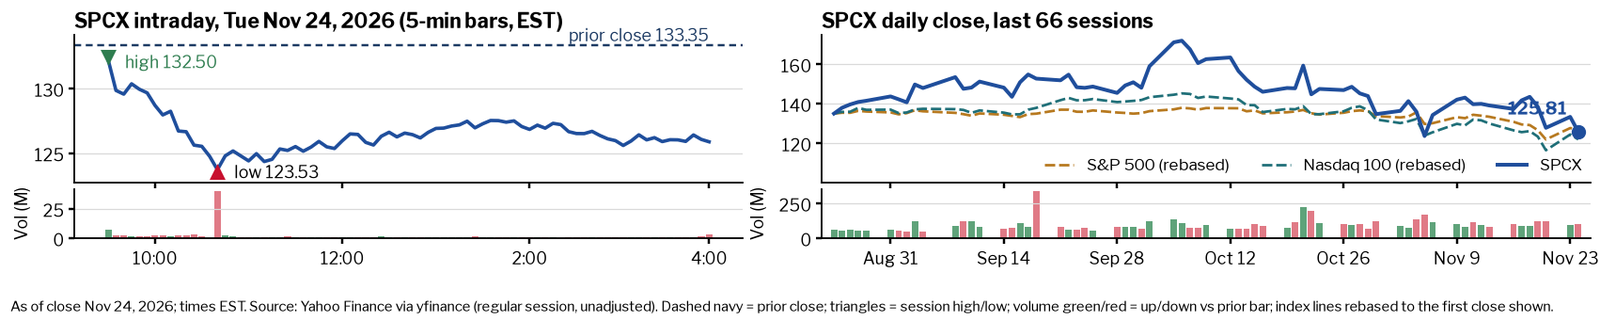 SPCX intraday, Tue Nov 24, 2026 (5-min bars, EST)
prior close 133.35
high 132.50
130
125
low 123.53
Vol (M)
25
0
10:00
12:00
2:00
4:00
SPCX daily close, last 66 sessions
160
140
120
125.81
S&P 500 (rebased)
Nasdaq 100 (rebased)
SPCX
Vol (M)
250
0
Aug 31
Sep 14
Sep 28
Oct 12
Oct 26
Nov 9
Nov 23
As of close Nov 24, 2026; times EST. Source: Yahoo Finance via yfinance (regular session, unadjusted). Dashed navy = prior close; triangles = session high/low; volume green/red = up/down vs prior bar; index lines rebased to the first close shown.